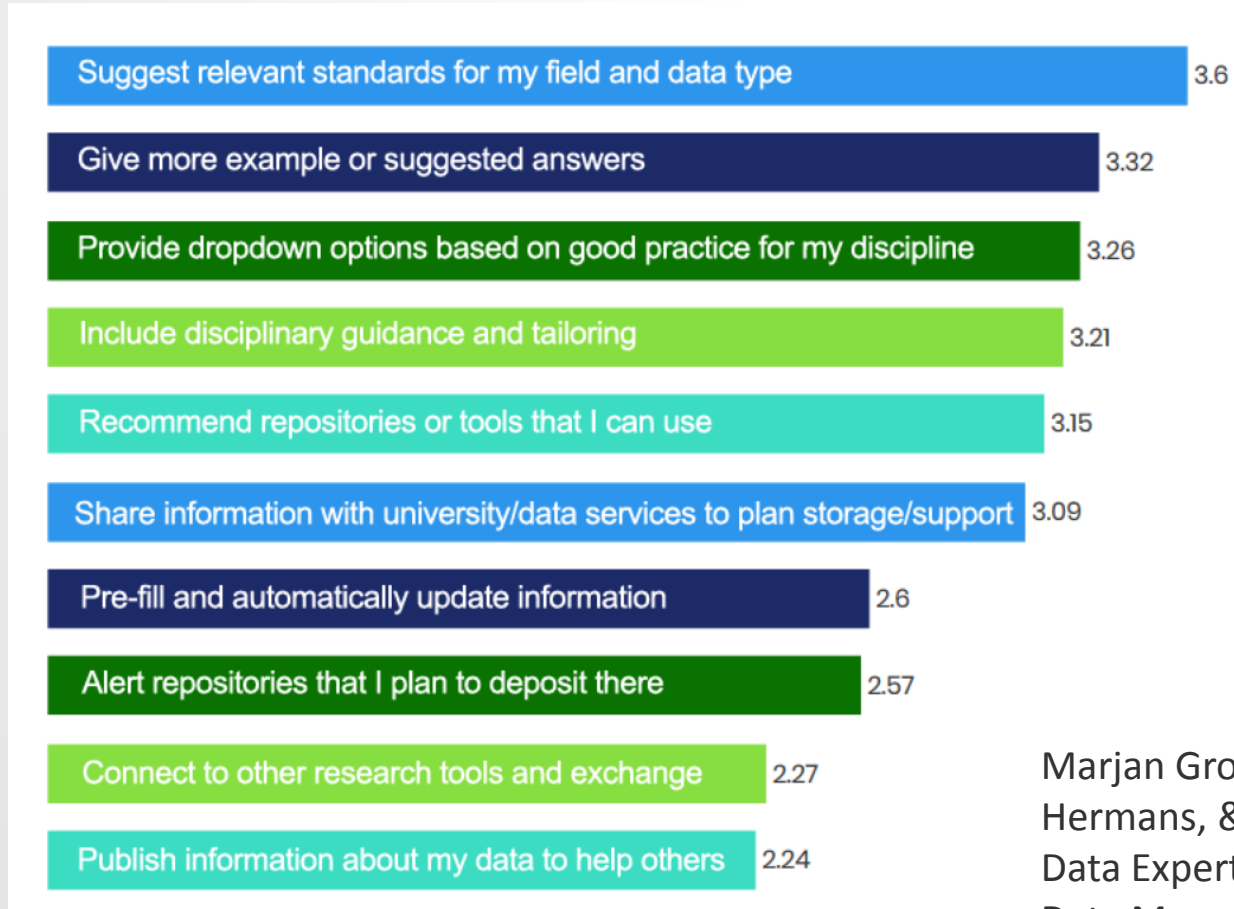 Suggest relevant standards for my field and data type 3.6
Give more example or suggested answers 3.32
Provide dropdown options based on good practice for my discipline 3.26
Include disciplinary guidance and tailoring 3.21
Recommend repositories or tools that I can use 3.15
Share information with university/data services to plan storage/support 3.09
Pre-fill and automatically update information 2.6
Alert repositories that I plan to deposit there 2.57
Connect to other research tools and exchange 2.27
Publish information about my data to help others 2.24
Marjan Gro
Hermans, &
Data Expert